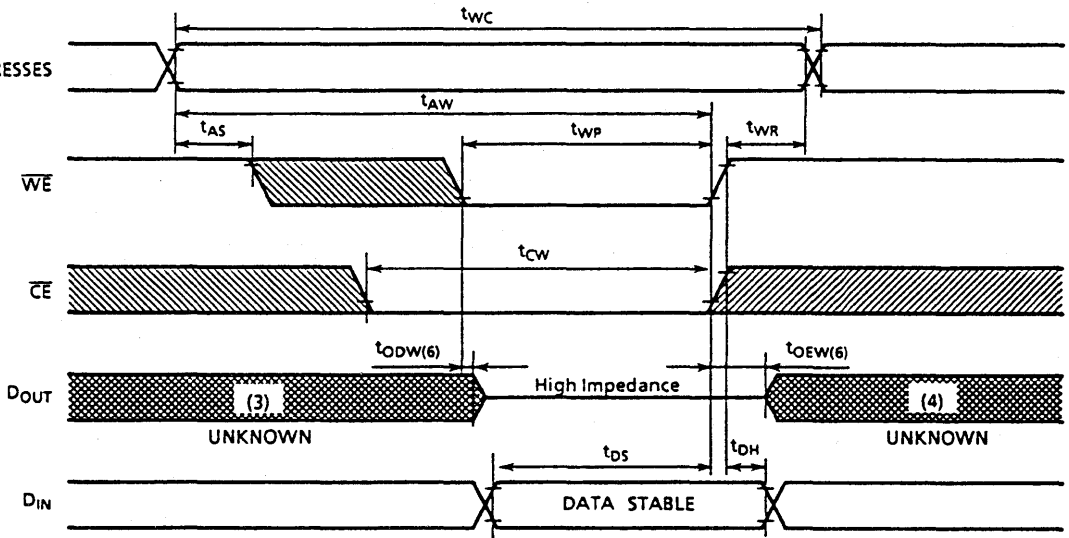 tWC
RESSES
tAW
tAS
tWP
tWR
WE
tCW
CE
tODW(6)
tOEW(6)
DOUT
(3)
High Impedance
(4)
UNKNOWN
UNKNOWN
tDS
tDH
DIN
DATA STABLE